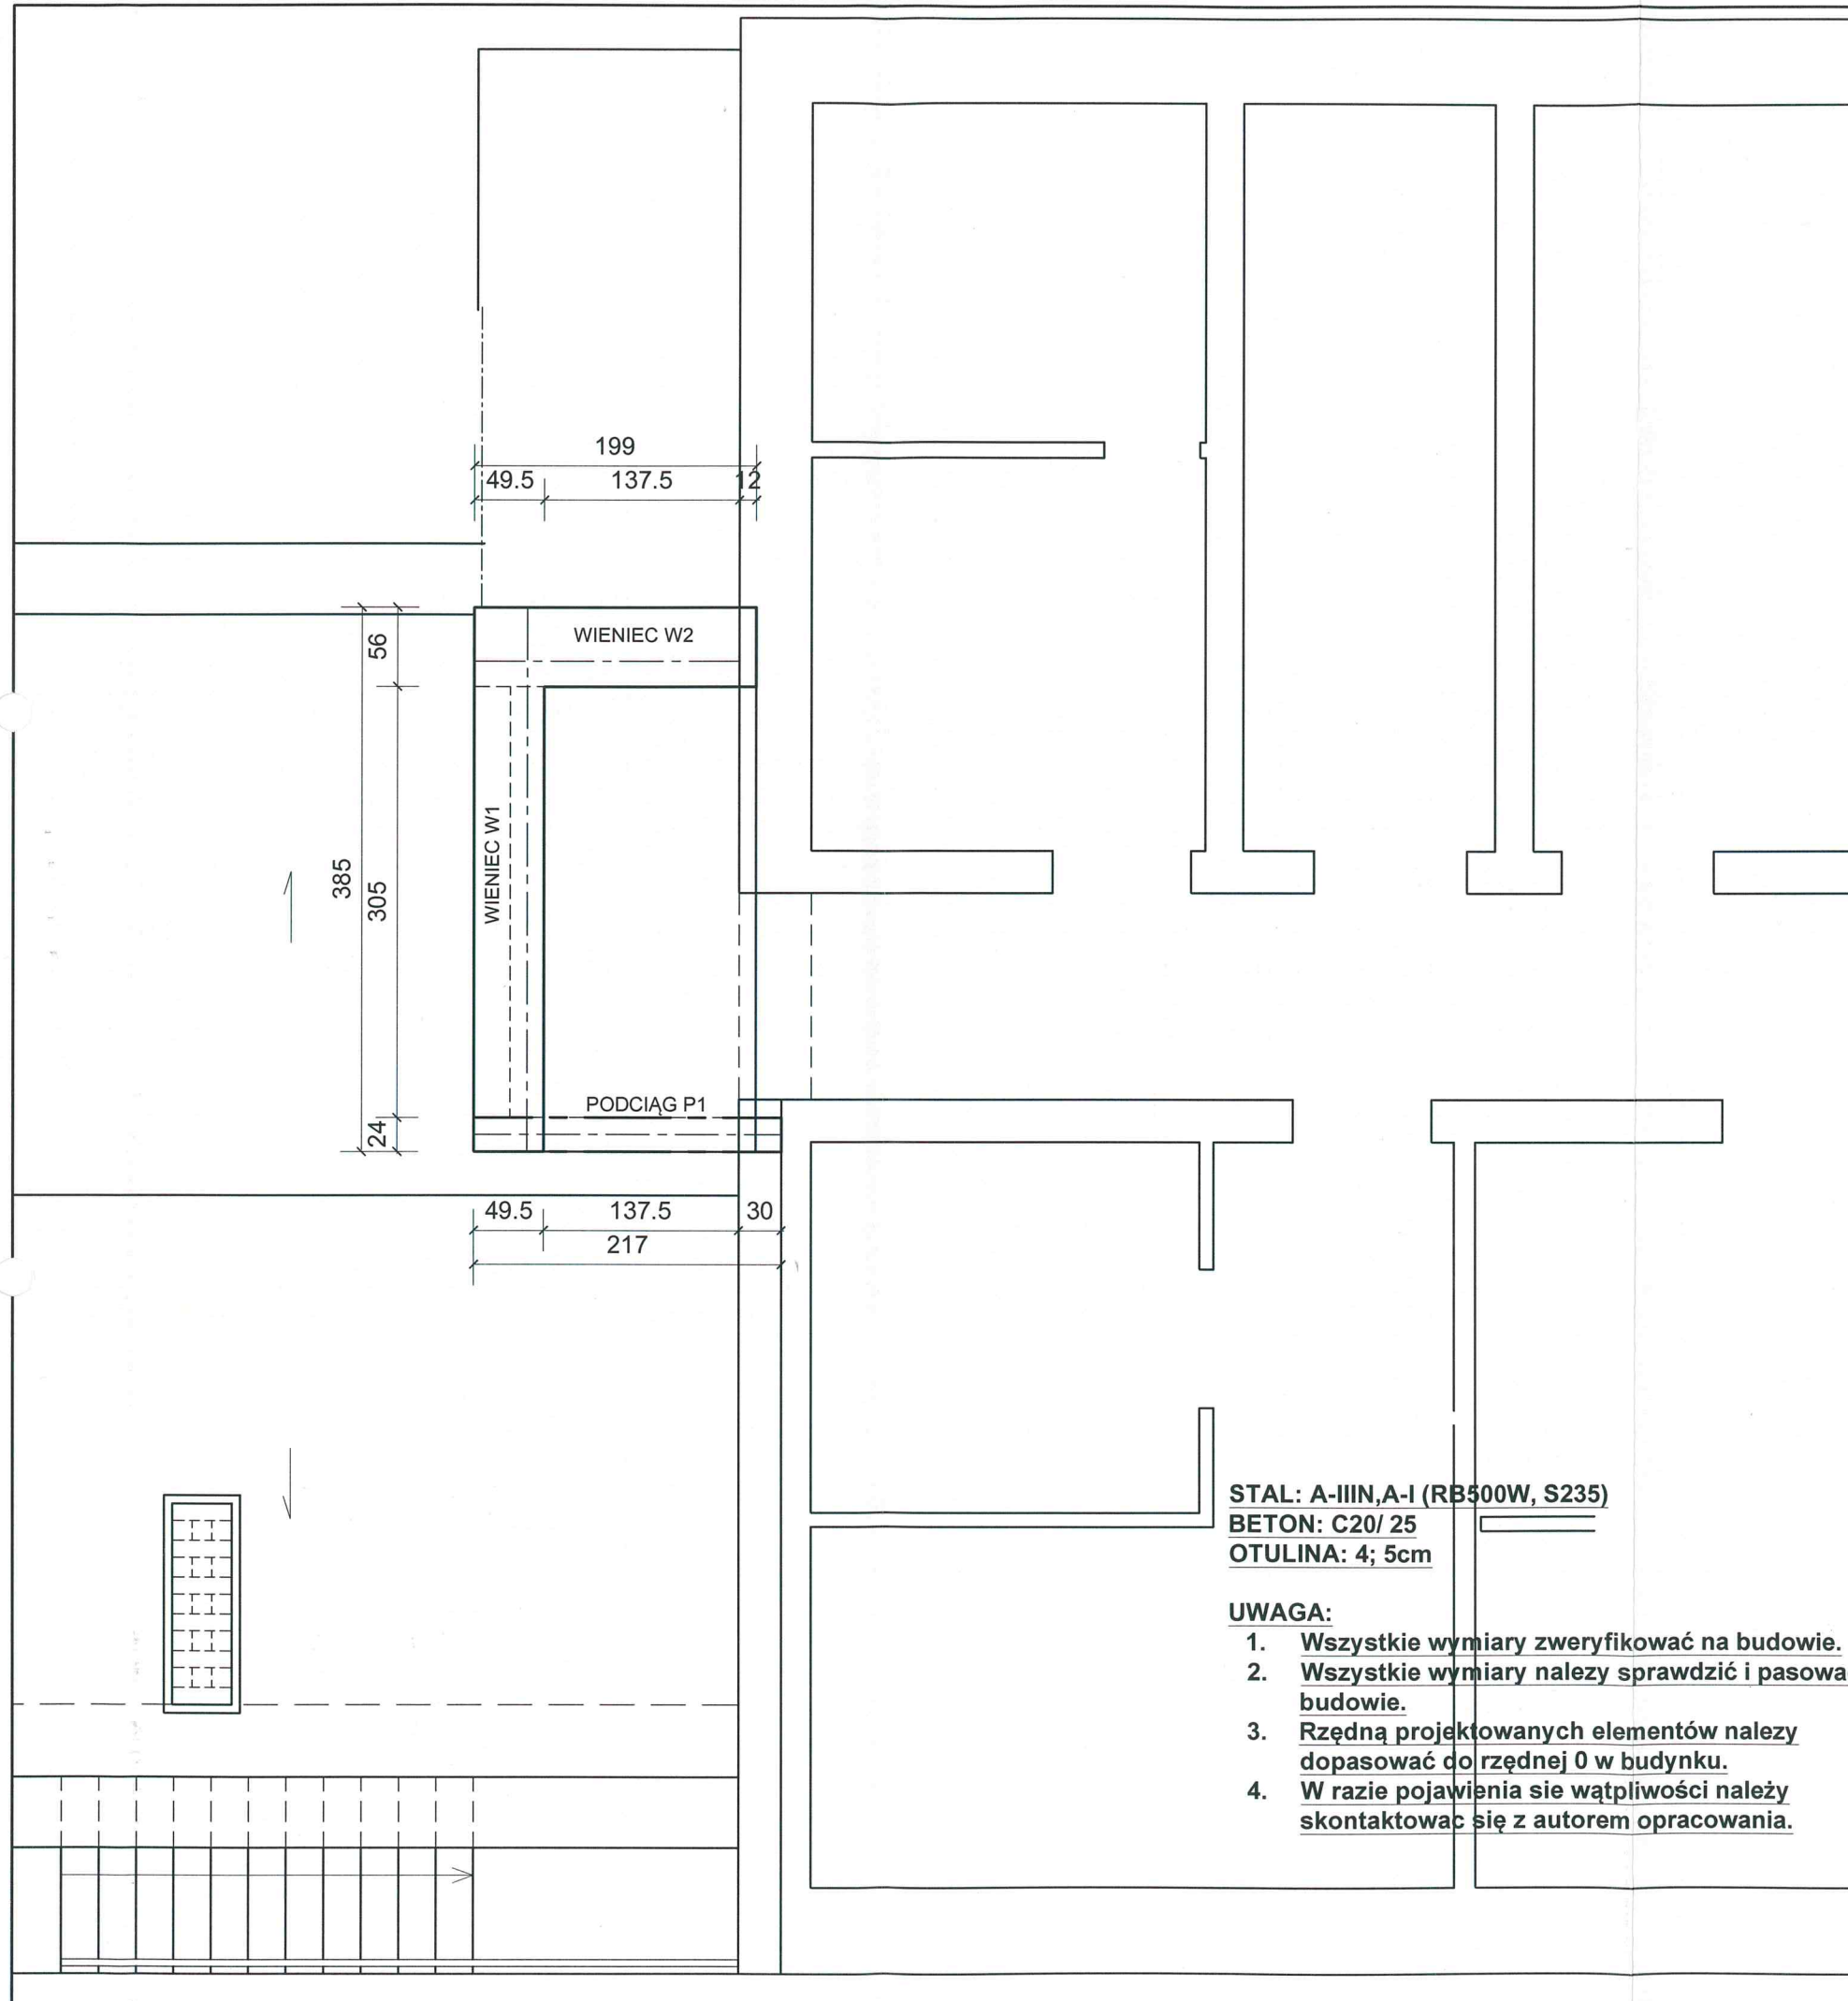 199
49.5 137.5 12
WIENIEC W2
56
WIENIEC W1
385
305
PODCIĄG P1
24
49.5 137.5 30
217
STAL: A-IIIN,A-I (RB500W, S235)
BETON: C20/ 25
OTULINA: 4; 5cm
UWAGA:
1. Wszystkie wymiary zweryfikować na budowie.
2. Wszystkie wymiary nalezy sprawdzić i pasowa
budowie.
3. Rzędną projektowanych elementów nalezy
dopasować do rzędnej 0 w budynku.
4. W razie pojawienia sie wątpliwości należy
skontaktowac się z autorem opracowania.